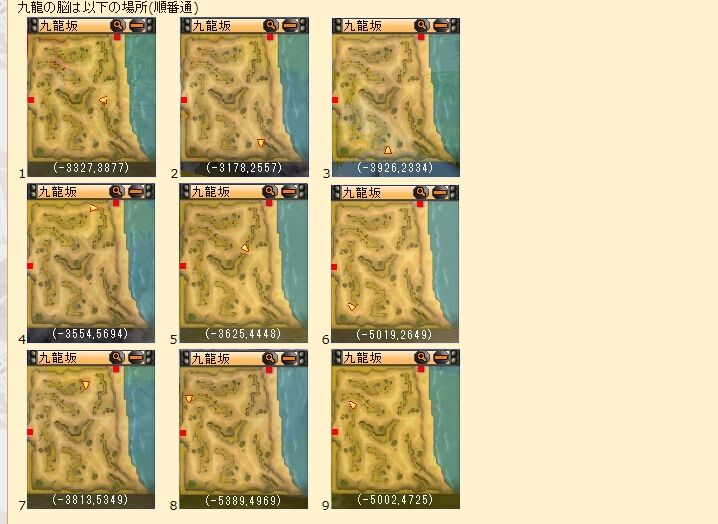 九龍の脳は以下の場所(順番通)
九龍坂
九龍坂
九龍坂
(-3327,3877)
(-3178,2557)
(-3926,2334)
1
2
3
九龍坂
九龍坂
九龍坂
(-3554,5694)
(-3625,4448)
(-5019,2649)
4
5
6
九龍坂
九龍坂
九龍坂
(-3813,5349)
(-5389,4969)
(-5002,4725)
7
8
9